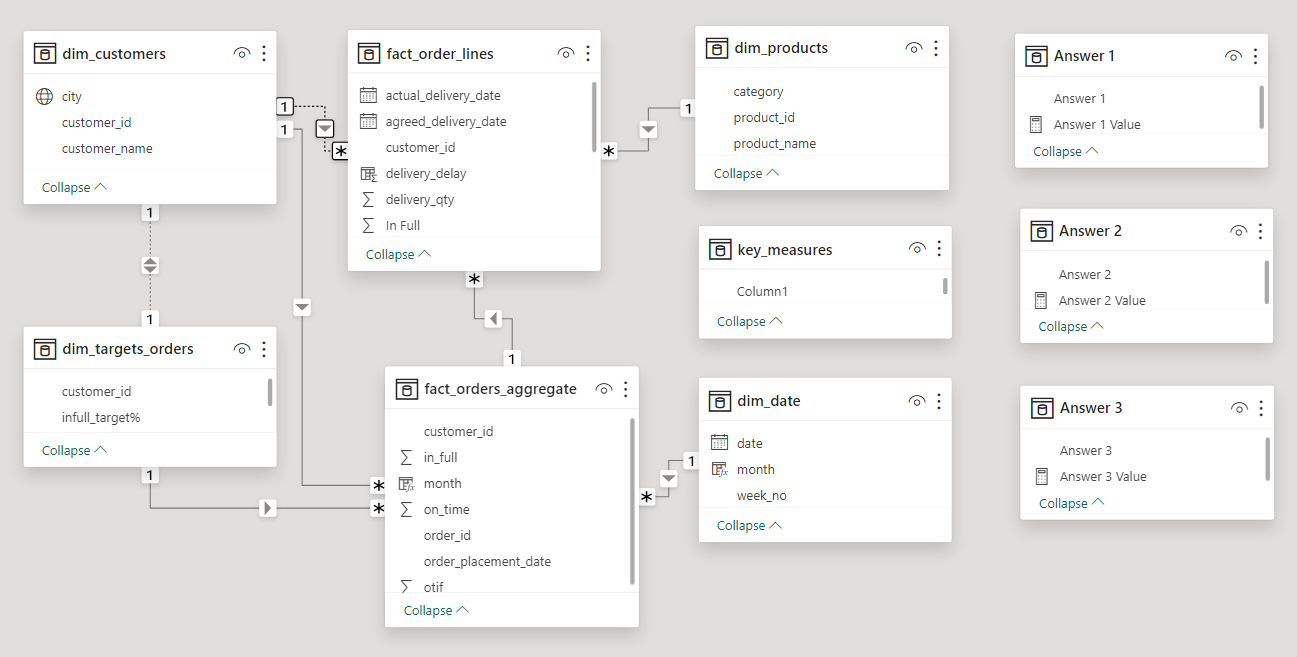 dim_customers
city
customer_id
customer_name
Collapse
1
1
1
*
fact_order_lines
actual_delivery_date
agreed_delivery_date
customer_id
delivery_delay
delivery_qty
In Full
Collapse
*
*
1
dim_products
category
product_id
product_name
Collapse
Answer 1
Answer 1
Answer 1 Value
Collapse
key_measures
Column1
Collapse
Answer 2
Answer 2
Answer 2 Value
Collapse
1
dim_targets_orders
customer_id
infull_target%
Collapse
1
1
*
*
fact_orders_aggregate
customer_id
in_full
month
on_time
order_id
order_placement_date
otif
Collapse
*
1
dim_date
date
month
week_no
Collapse
Answer 3
Answer 3
Answer 3 Value
Collapse